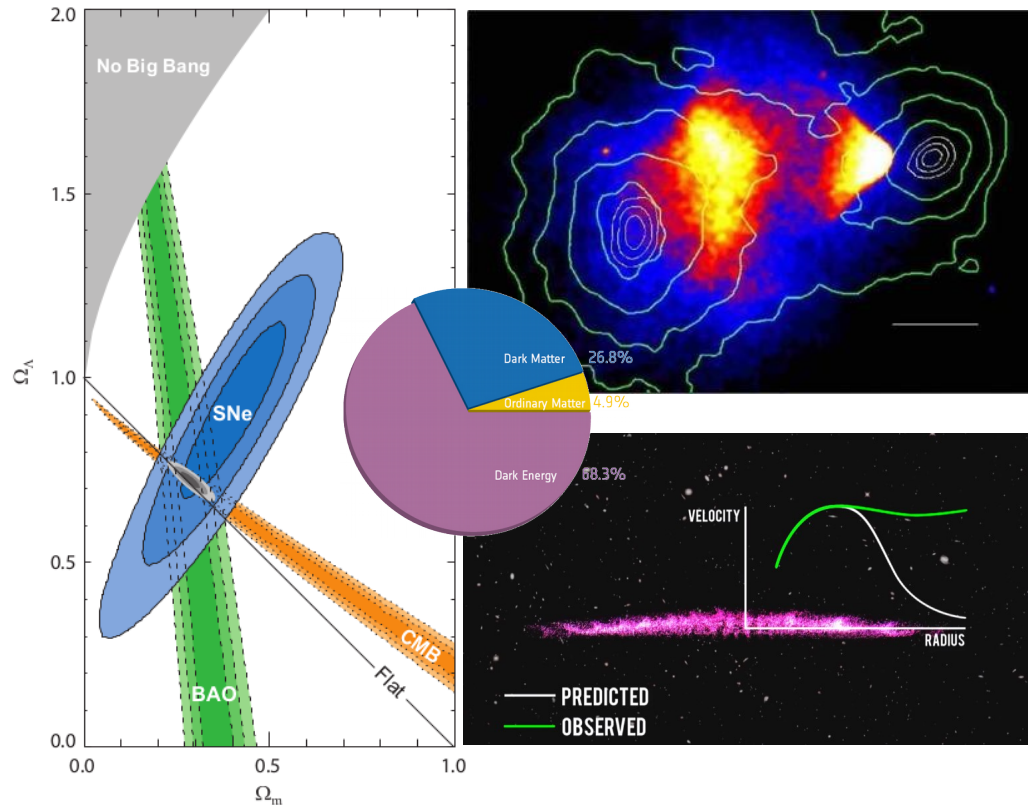 2.0
No Big Bang
1.5
1.0
Ω_Λ
SNe
0.5
CMB
Flat
BAO
0.0
0.0
0.5
1.0
Ω_m
Dark Matter 26.8%
Ordinary Matter 4.9%
Dark Energy 68.3%
VELOCITY
RADIUS
PREDICTED
OBSERVED